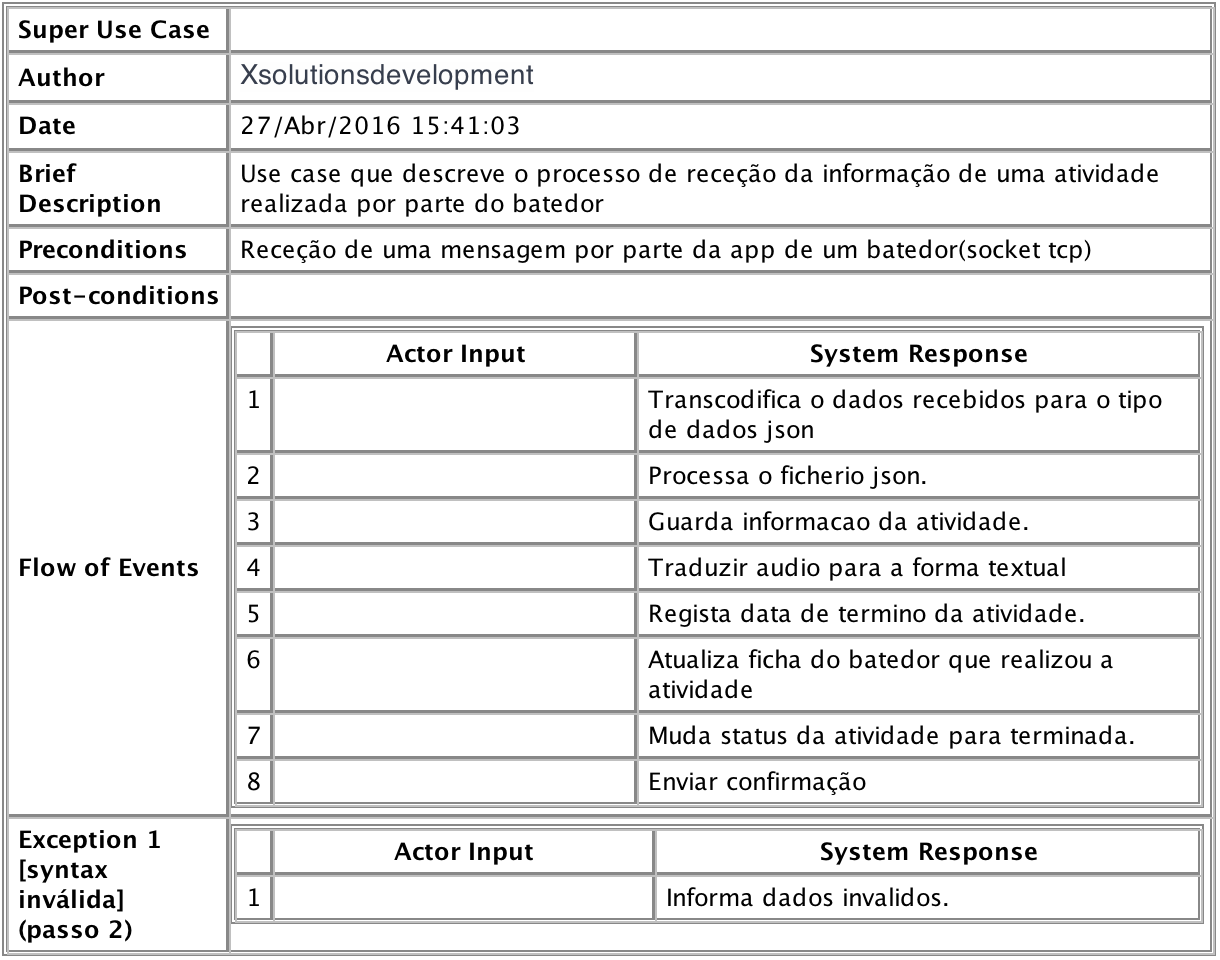 Super Use Case
Author
Xsolutionsdevelopment
Date
27/Abr/2016 15:41:03
Brief
Description
Use case que descreve o processo de receção da informação de uma atividade
realizada por parte do batedor
Preconditions
Receção de uma mensagem por parte da app de um batedor(socket tcp)
Post-conditions
Flow of Events
Actor Input
System Response
1
Transcodifica o dados recebidos para o tipo
de dados json
2
Processa o ficherio json.
3
Guarda informacao da atividade.
4
Traduzir audio para a forma textual
5
Regista data de termino da atividade.
6
Atualiza ficha do batedor que realizou a
atividade
7
Muda status da atividade para terminada.
8
Enviar confirmação
Exception 1
[syntax
inválida]
(passo 2)
Actor Input
System Response
1
Informa dados invalidos.